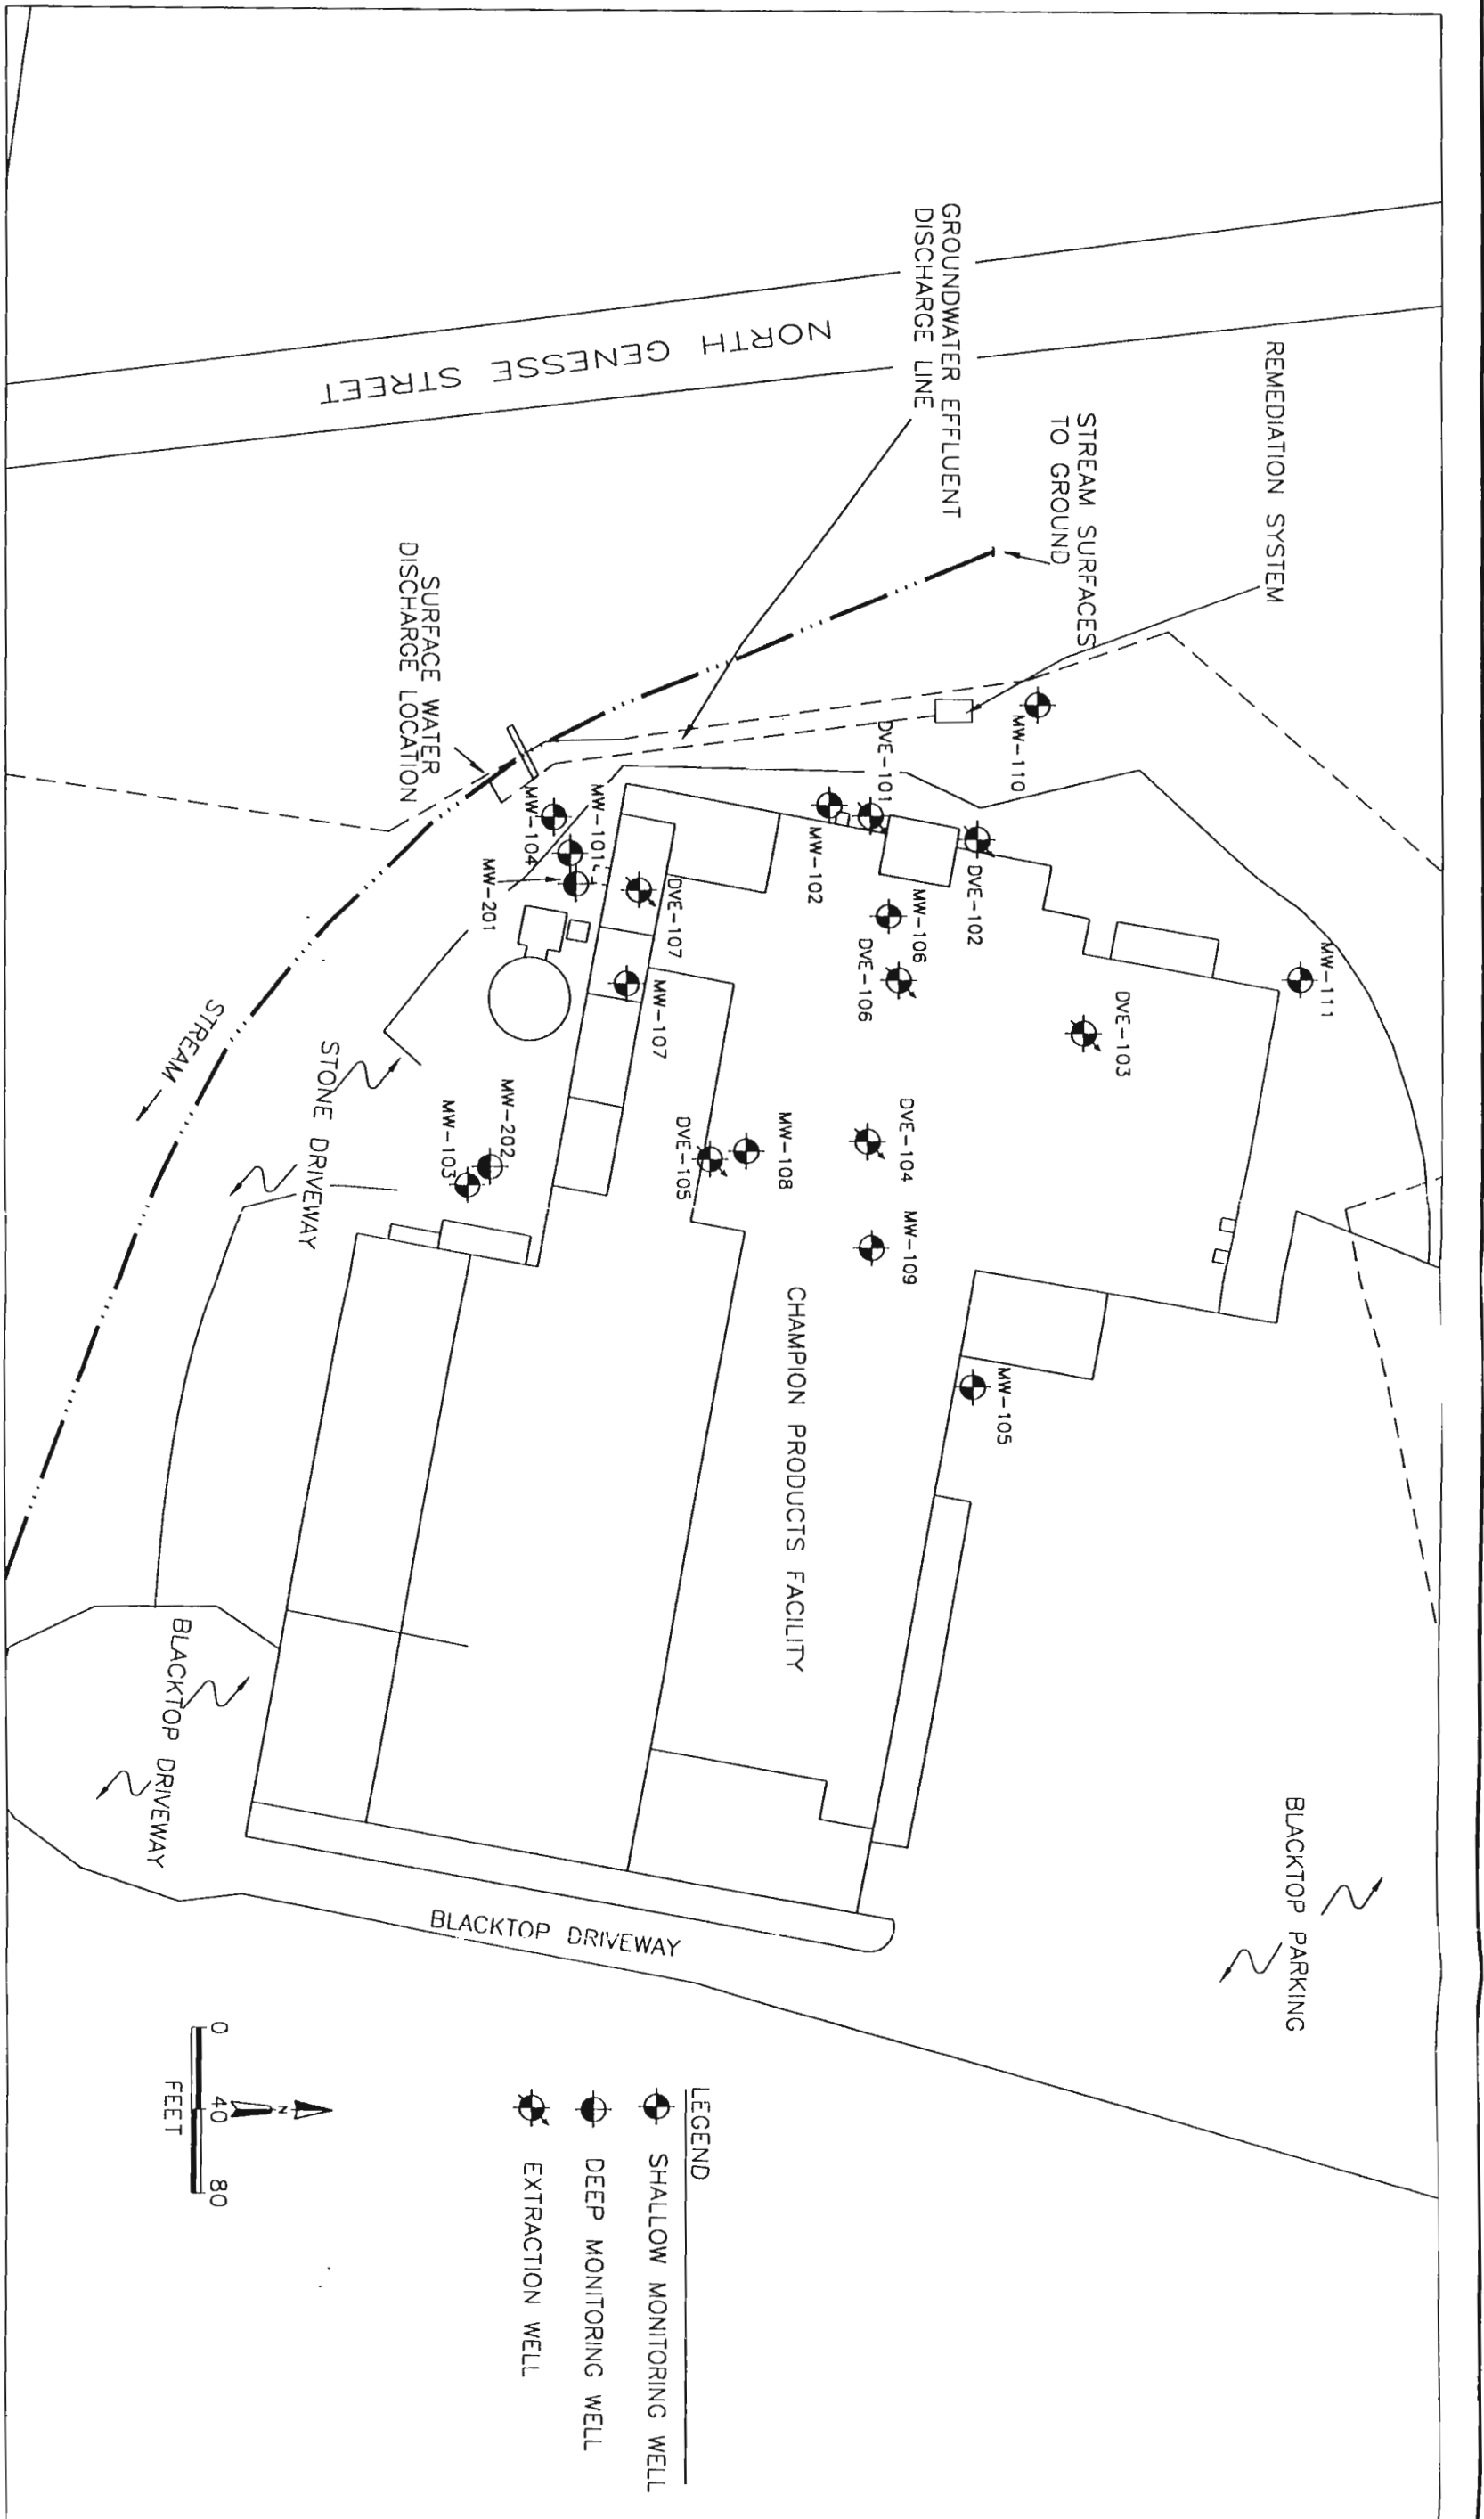 REMEDIATION SYSTEM
STREAM SURFACES
TO GROUND
GROUNDWATER EFFLUENT
DISCHARGE LINE
NORTH GENESSE STREET
SURFACE WATER
DISCHARGE LOCATION
MW-110
DVE-101
MW-102
DVE-102
MW-106
DVE-106
MW-111
DVE-103
MW-104
MW-101
MW-201
DVE-107
MW-107
DVE-104
MW-108
DVE-105
MW-109
MW-202
MW-103
MW-105
STREAM
STONE DRIVEWAY
CHAMPION PRODUCTS FACILITY
BLACKTOP PARKING
BLACKTOP DRIVEWAY
BLACKTOP DRIVEWAY
LEGEND
SHALLOW MONITORING WELL
DEEP MONITORING WELL
EXTRACTION WELL
N
0 40 80
FEET